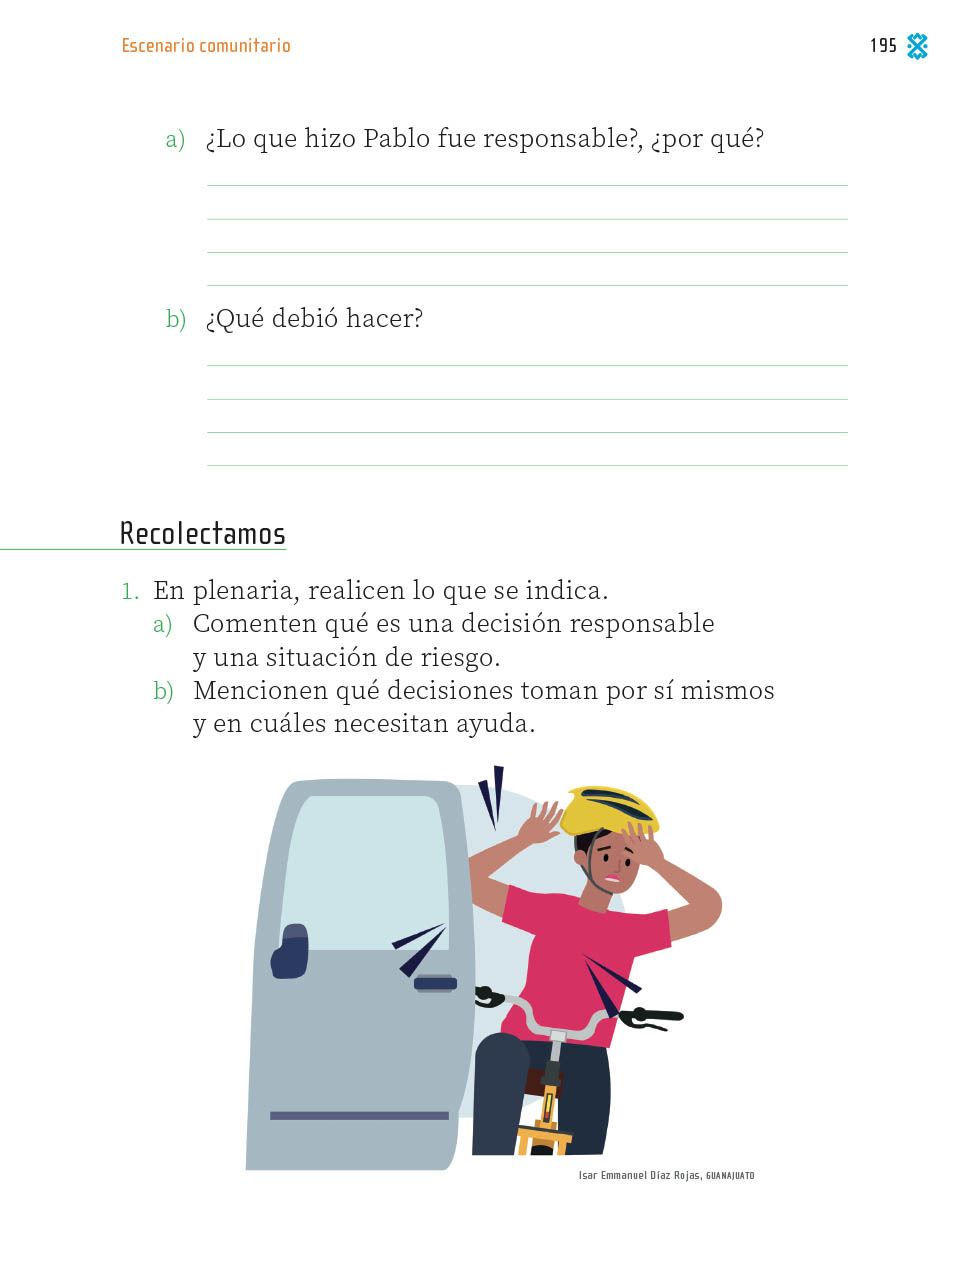 Escenario comunitario
195
a) ¿Lo que hizo Pablo fue responsable?, ¿por qué?
b) ¿Qué debió hacer?
Recolectamos
1. En plenaria, realicen lo que se indica.
a) Comenten qué es una decisión responsable
y una situación de riesgo.
b) Mencionen qué decisiones toman por sí mismos
y en cuáles necesitan ayuda.
Isar Emmanuel Díaz Rojas, GUANAJUATO